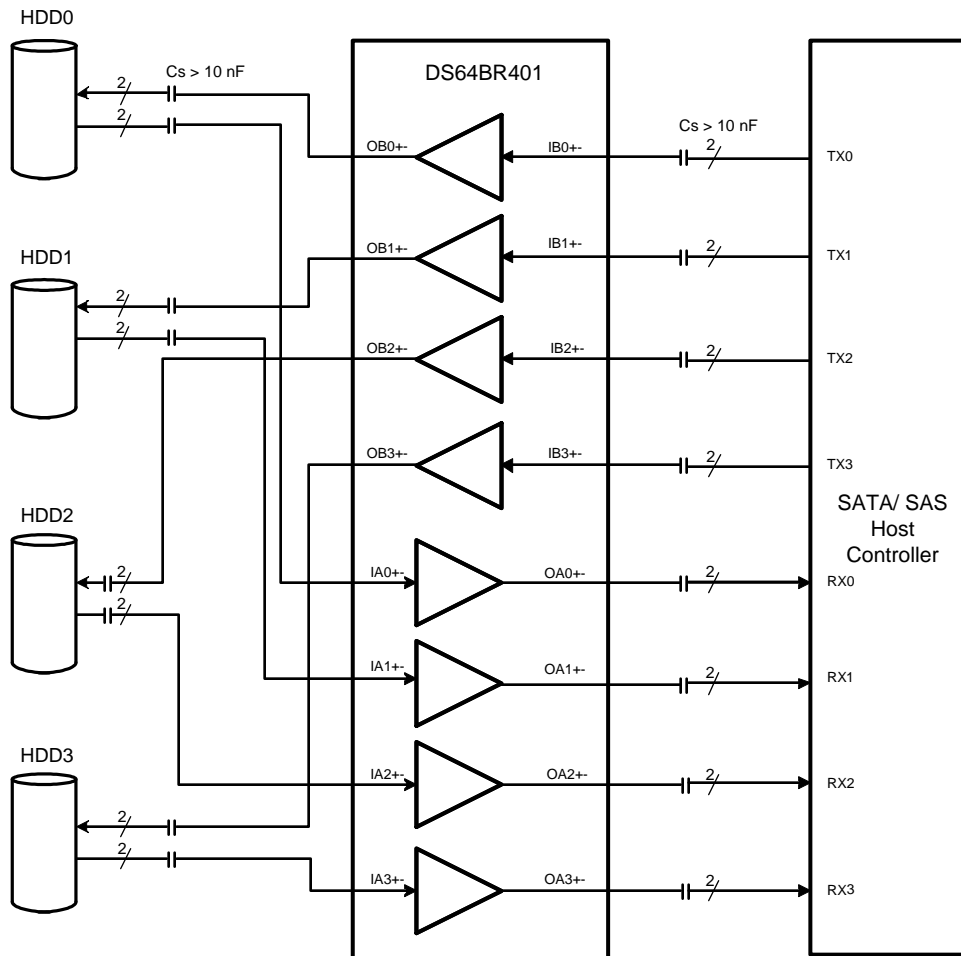 HDD0
2
Cs > 10 nF
2
DS64BR401
OB0+-
IB0+-
Cs > 10 nF
2
TX0
HDD1
2
2
OB1+-
IB1+-
2
TX1
OB2+-
IB2+-
2
TX2
OB3+-
IB3+-
2
TX3
SATA/ SAS
Host
Controller
HDD2
2
2
IA0+-
OA0+-
2
RX0
IA1+-
OA1+-
2
RX1
HDD3
2
2
IA2+-
OA2+-
2
RX2
IA3+-
OA3+-
2
RX3